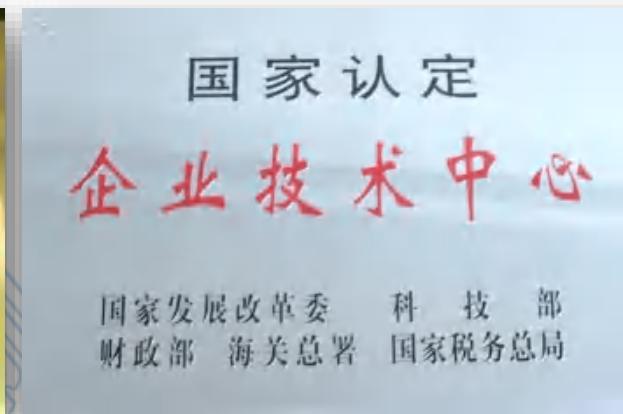 国家认定
企业技术中心
国家发展改革委 科技部
财政部 海关总署 国家税务总局